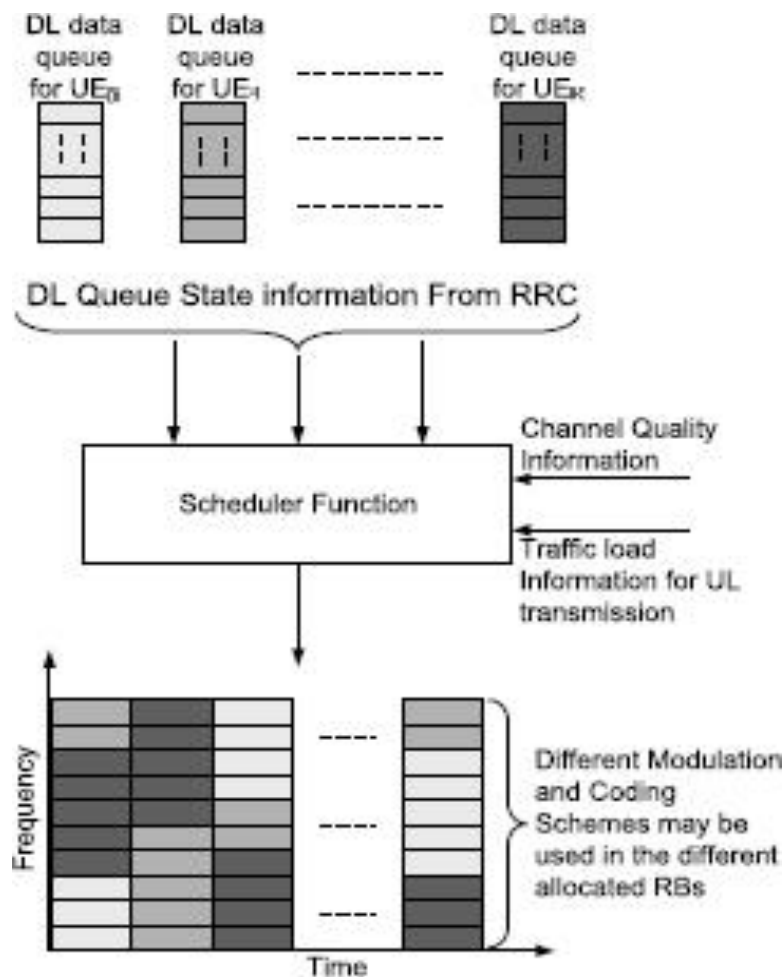 DL data
queue
for UE
DL data
queue
for UE
DL data
queue
for UE
DL Queue State information From RRC
Channel Quality
Information
Scheduler Function
Traffic load
Information for UL
transmission
Frequency
Different Modulation
and Coding
Schemes may be
used in the different
allocated RBs
Time